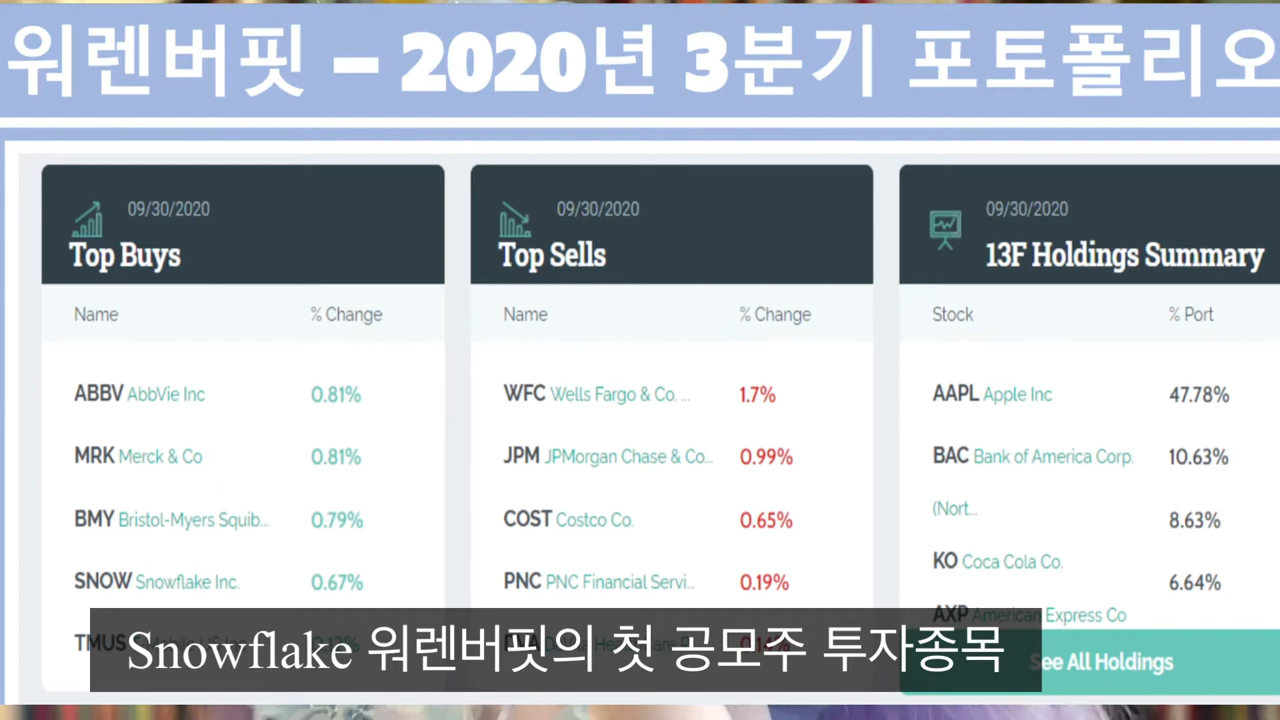 워렌버핏 – 2020년 3분기 포토폴리오
09/30/2020
Top Buys
Name % Change
ABBV AbbVie Inc 0.81%
MRK Merck & Co 0.81%
BMY Bristol-Myers Squib... 0.79%
SNOW Snowflake Inc. 0.67%
TMUS
09/30/2020
Top Sells
Name % Change
WFC Wells Fargo & Co. ... 1.7%
JPM JPMorgan Chase & Co... 0.99%
COST Costco Co. 0.65%
PNC PNC Financial Servi... 0.19%
09/30/2020
13F Holdings Summary
Stock % Port
AAPL Apple Inc 47.78%
BAC Bank of America Corp. 10.63%
(Nort... 8.63%
KO Coca Cola Co. 6.64%
AXP American Express Co
See All Holdings
Snowflake 워렌버핏의 첫 공모주 투자종목